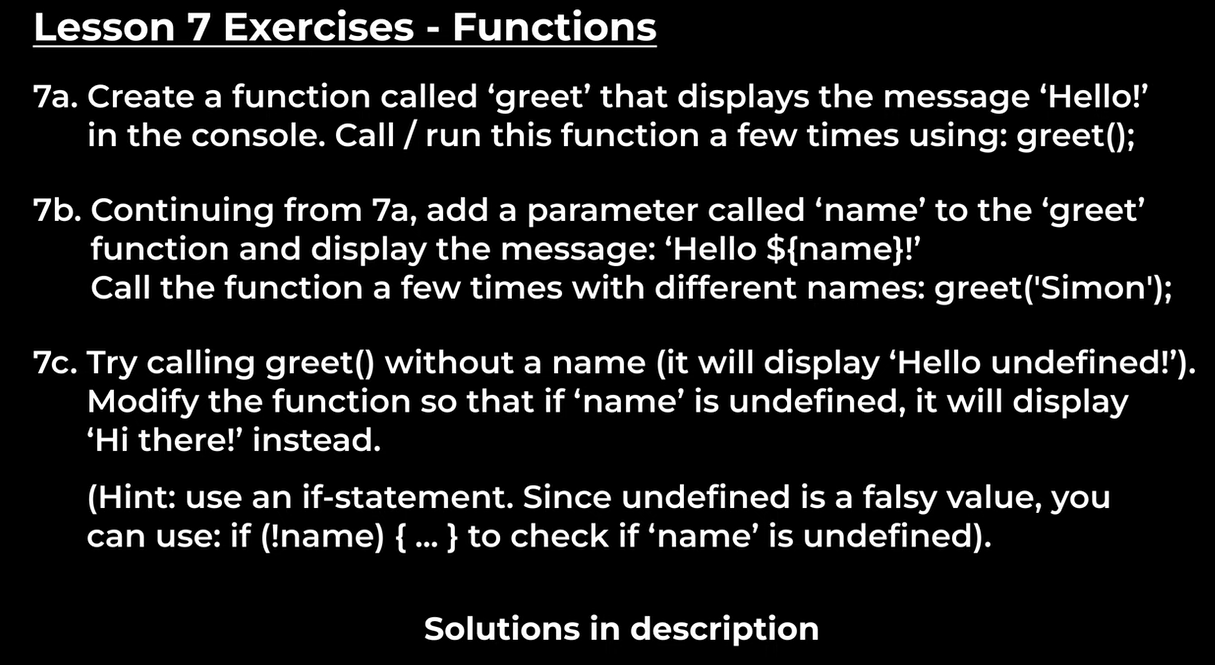 Lesson 7 Exercises - Functions
7a. Create a function called ‘greet’ that displays the message ‘Hello!’
in the console. Call / run this function a few times using: greet();
7b. Continuing from 7a, add a parameter called ‘name’ to the ‘greet’
function and display the message: ‘Hello ${name}!’
Call the function a few times with different names: greet('Simon');
7c. Try calling greet() without a name (it will display ‘Hello undefined!’).
Modify the function so that if ‘name’ is undefined, it will display
‘Hi there!’ instead.
(Hint: use an if-statement. Since undefined is a falsy value, you
can use: if (!name) { ... } to check if ‘name’ is undefined).
Solutions in description